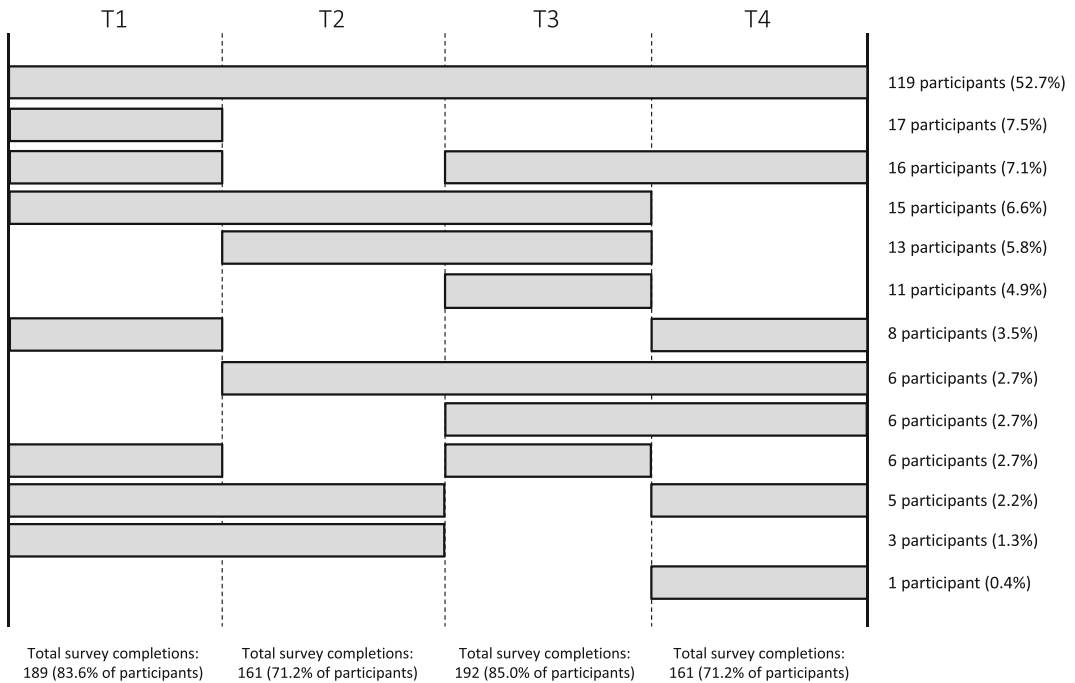 T1 T2 T3 T4
119 participants (52.7%)
17 participants (7.5%)
16 participants (7.1%)
15 participants (6.6%)
13 participants (5.8%)
11 participants (4.9%)
8 participants (3.5%)
6 participants (2.7%)
6 participants (2.7%)
6 participants (2.7%)
5 participants (2.2%)
3 participants (1.3%)
1 participant (0.4%)
Total survey completions:
189 (83.6% of participants)
Total survey completions:
161 (71.2% of participants)
Total survey completions:
192 (85.0% of participants)
Total survey completions:
161 (71.2% of participants)